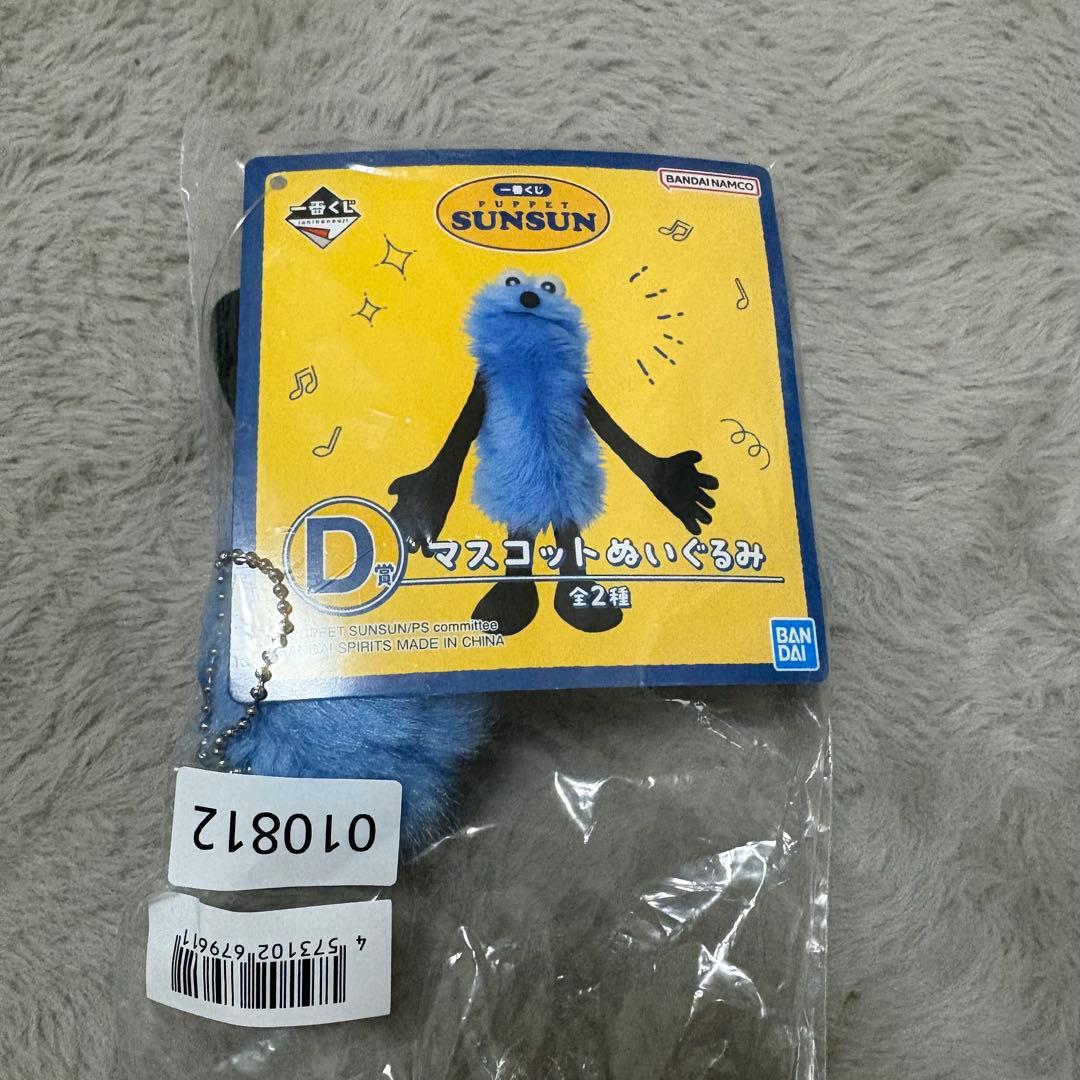 一番くじ
ichibankuji
一番くじ
PUPPET
SUNSUN
BANDAI NAMCO
D賞
マスコットぬいぐるみ
全2種
PUPPET SUNSUN/PS committee
BANDAI SPIRITS MADE IN CHINA
BAN
DAI
010812
4 573102 679611